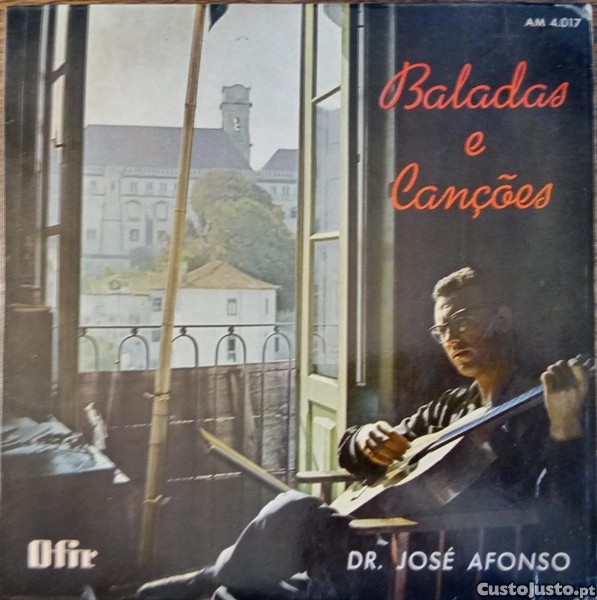 AM 4.017
Baladas
e
Canções
Ofir
DR. JOSÉ AFONSO
CustoJusto.pt